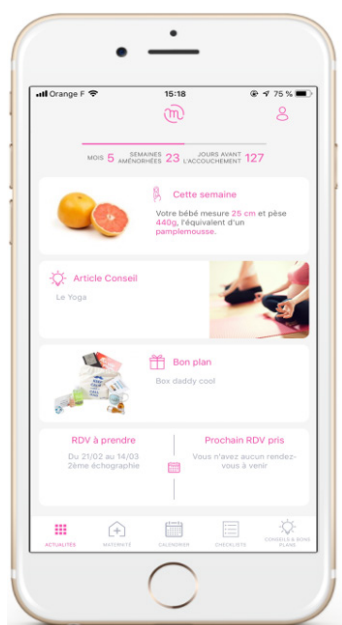 Orange F 15:18 75 %
m
MOIS 5 SEMAINES AMÉNORHÉES 23 JOURS AVANT L'ACCOUCHEMENT 127
Cette semaine
Votre bébé mesure 25 cm et pèse
440g, l'équivalent d'un
pamplemousse.
Article Conseil
Le Yoga
Bon plan
Box daddy cool
RDV à prendre
Du 21/02 au 14/03
2ème échographie
Prochain RDV pris
Vous n'avez aucun rendez-
vous à venir
ACTUALITÉS MATERNITÉ CALENDRIER CHECKLISTS CONSEILS & BONS PLANS